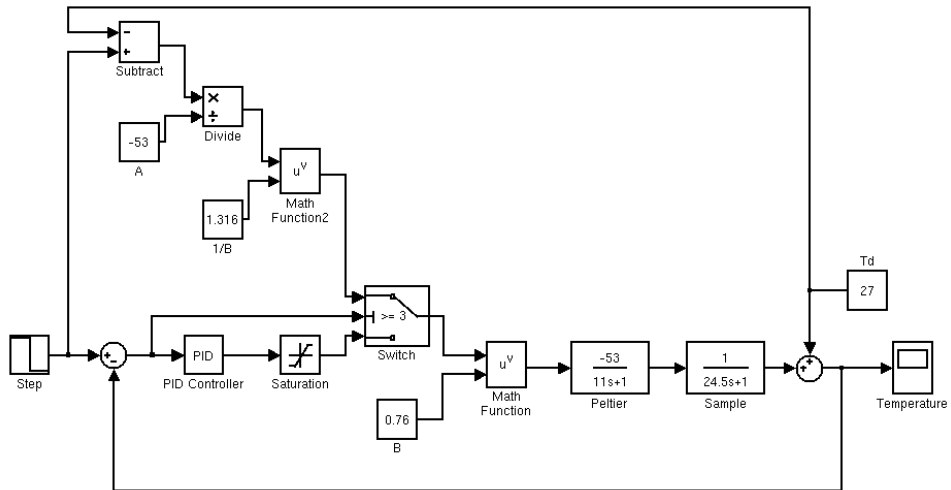 −
+
Subtract
×
÷
Divide
-53
A
u^v
Math
Function2
1.316
1/B
Td
27
>= 3
Switch
Step
+
−
PID
PID Controller
Saturation
u^v
Math
Function
0.76
B
-53
11s+1
Peltier
1
24.5s+1
Sample
+
+
Temperature